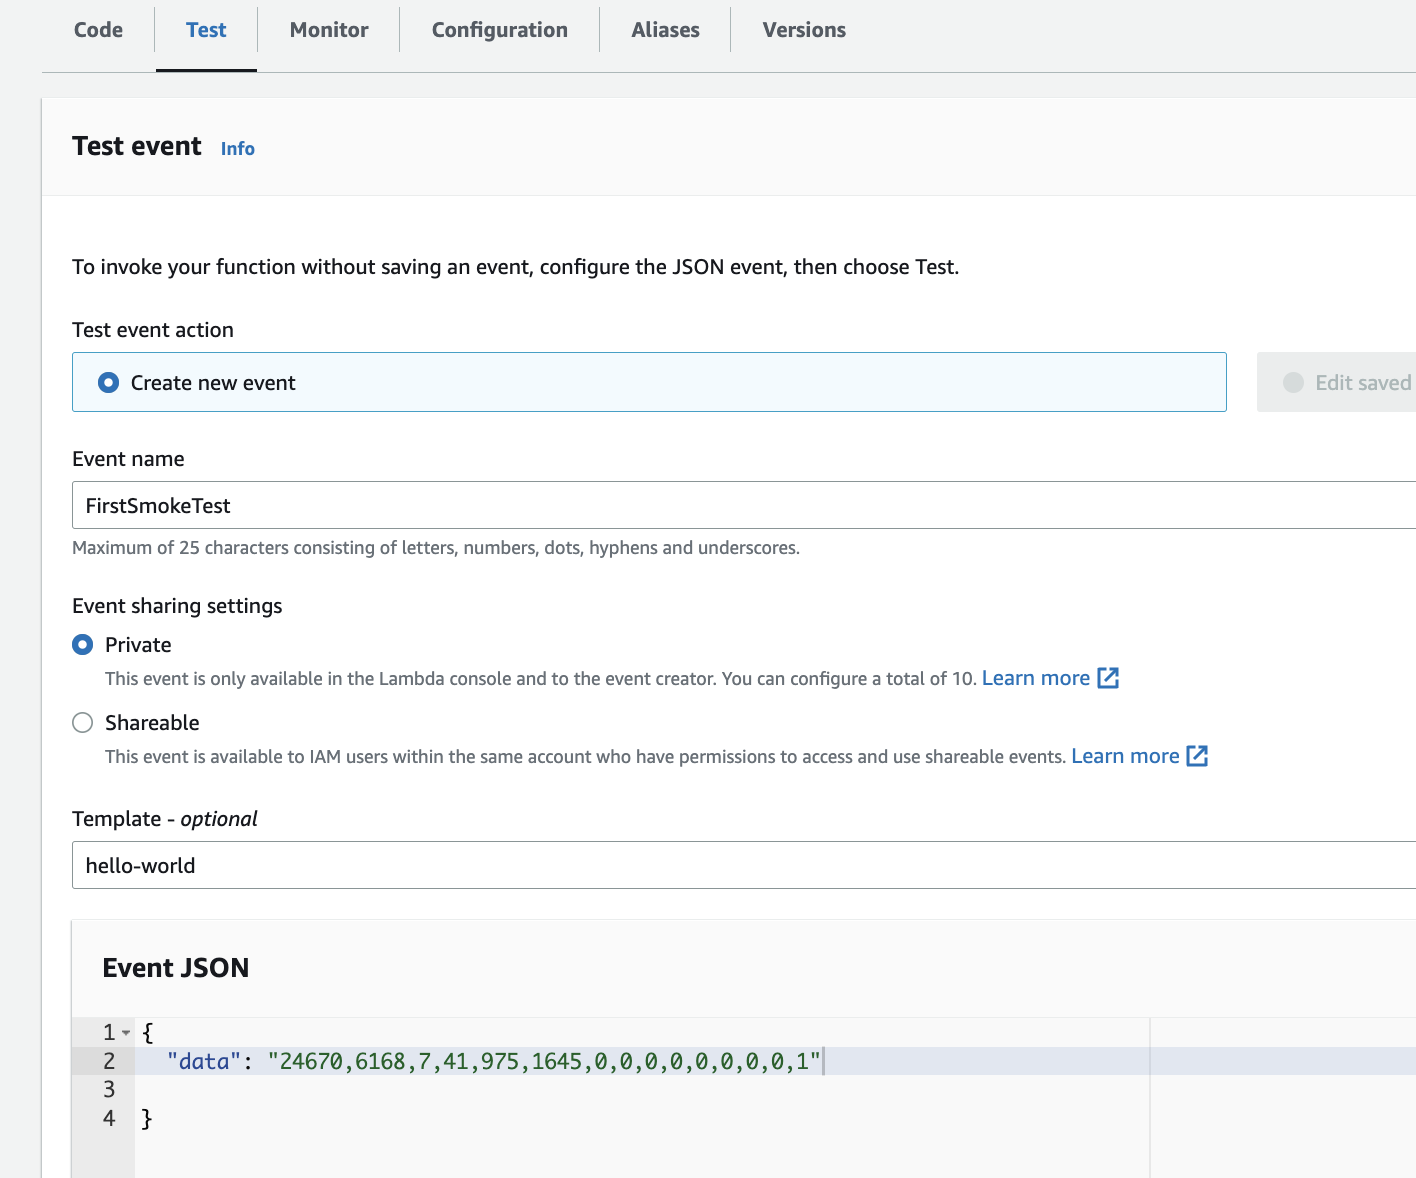 Code Test Monitor Configuration Aliases Versions
Test event Info
To invoke your function without saving an event, configure the JSON event, then choose Test.
Test event action
Create new event Edit saved
Event name
FirstSmokeTest
Maximum of 25 characters consisting of letters, numbers, dots, hyphens and underscores.
Event sharing settings
Private
This event is only available in the Lambda console and to the event creator. You can configure a total of 10. Learn more
Shareable
This event is available to IAM users within the same account who have permissions to access and use shareable events. Learn more
Template - optional
hello-world
Event JSON
1 {
2 "data": "24670,6168,7,41,975,1645,0,0,0,0,0,0,0,0,1"
3
4 }